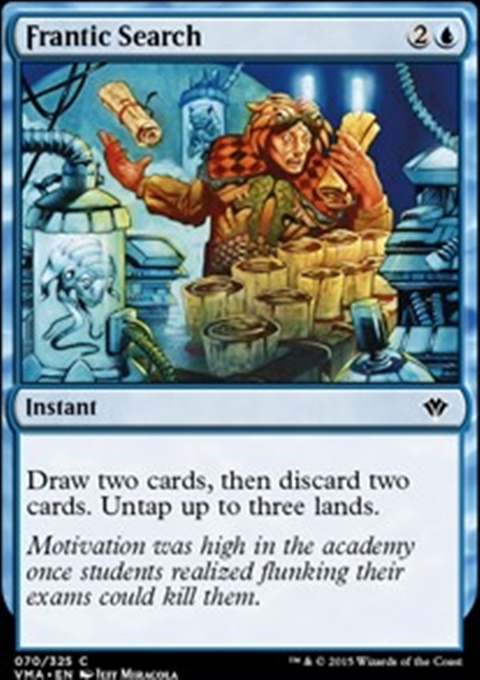 Frantic Search 2
Instant
Draw two cards, then discard two
cards. Untap up to three lands.
Motivation was high in the academy
once students realized flunking their
exams could kill them.
070/325 C ™ & © 2015 Wizards of the Coast
VMA • EN Jeff Miracola